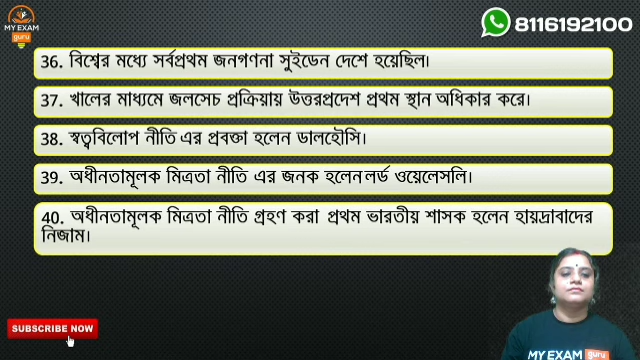 MY EXAM
guru
8116192100
36. বিশ্বের মধ্যে সর্বপ্রথম জনগণনা সুইডেন দেশে হয়েছিল।
37. খালের মাধ্যমে জলসেচ প্রক্রিয়ায় উত্তরপ্রদেশ প্রথম স্থান অধিকার করে।
38. স্বত্ববিলোপ নীতি এর প্রবক্তা হলেন ডালহৌসি।
39. অধীনতামূলক মিত্রতা নীতি এর জনক হলেন লর্ড ওয়েলেসলি।
40. অধীনতামূলক মিত্রতা নীতি গ্রহণ করা প্রথম ভারতীয় শাসক হলেন হায়দ্রাবাদের
নিজাম।
SUBSCRIBE NOW
MY EXAM guru